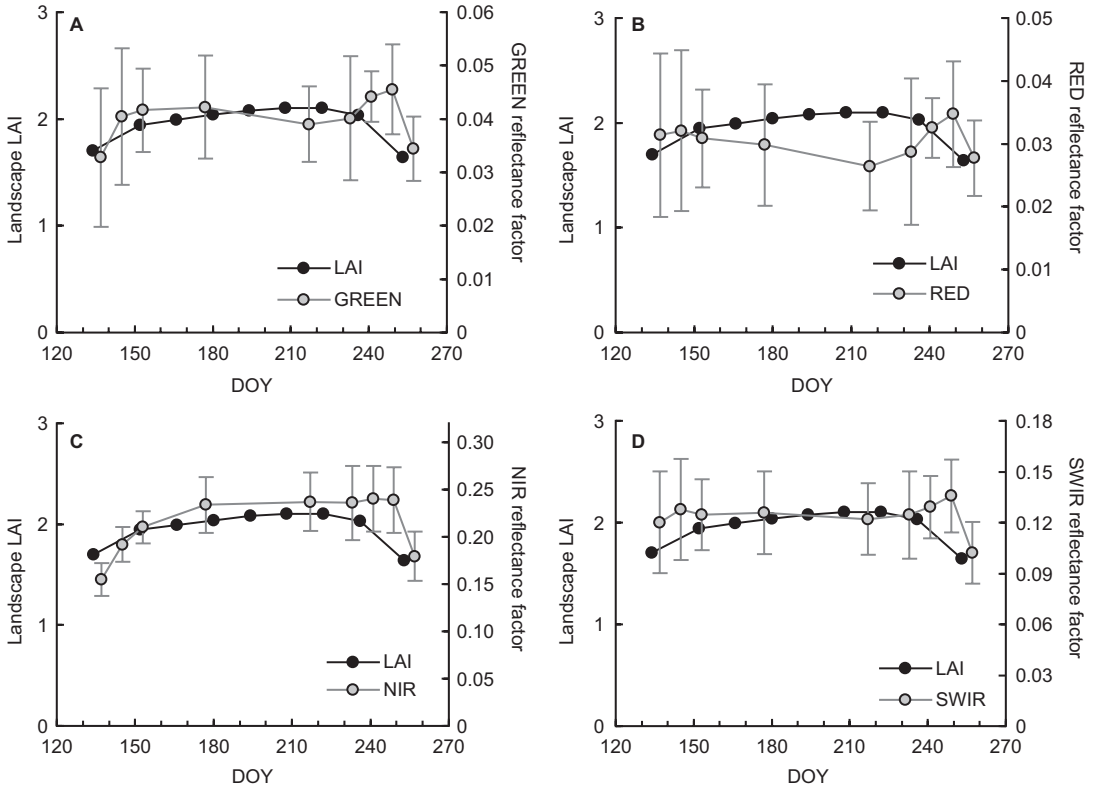 A
3
2
1
0
Landscape LAI
0.06
0.05
0.04
0.03
0.02
0.01
0
GREEN reflectance factor
LAI
GREEN
120 150 180 210 240 270
DOY
B
3
2
1
0
Landscape LAI
0.05
0.04
0.03
0.02
0.01
0
RED reflectance factor
LAI
RED
120 150 180 210 240 270
DOY
C
3
2
1
0
Landscape LAI
0.30
0.25
0.20
0.15
0.10
0.05
NIR reflectance factor
LAI
NIR
120 150 180 210 240 270
DOY
D
3
2
1
0
Landscape LAI
0.18
0.15
0.12
0.09
0.06
0.03
0
SWIR reflectance factor
LAI
SWIR
120 150 180 210 240 270
DOY